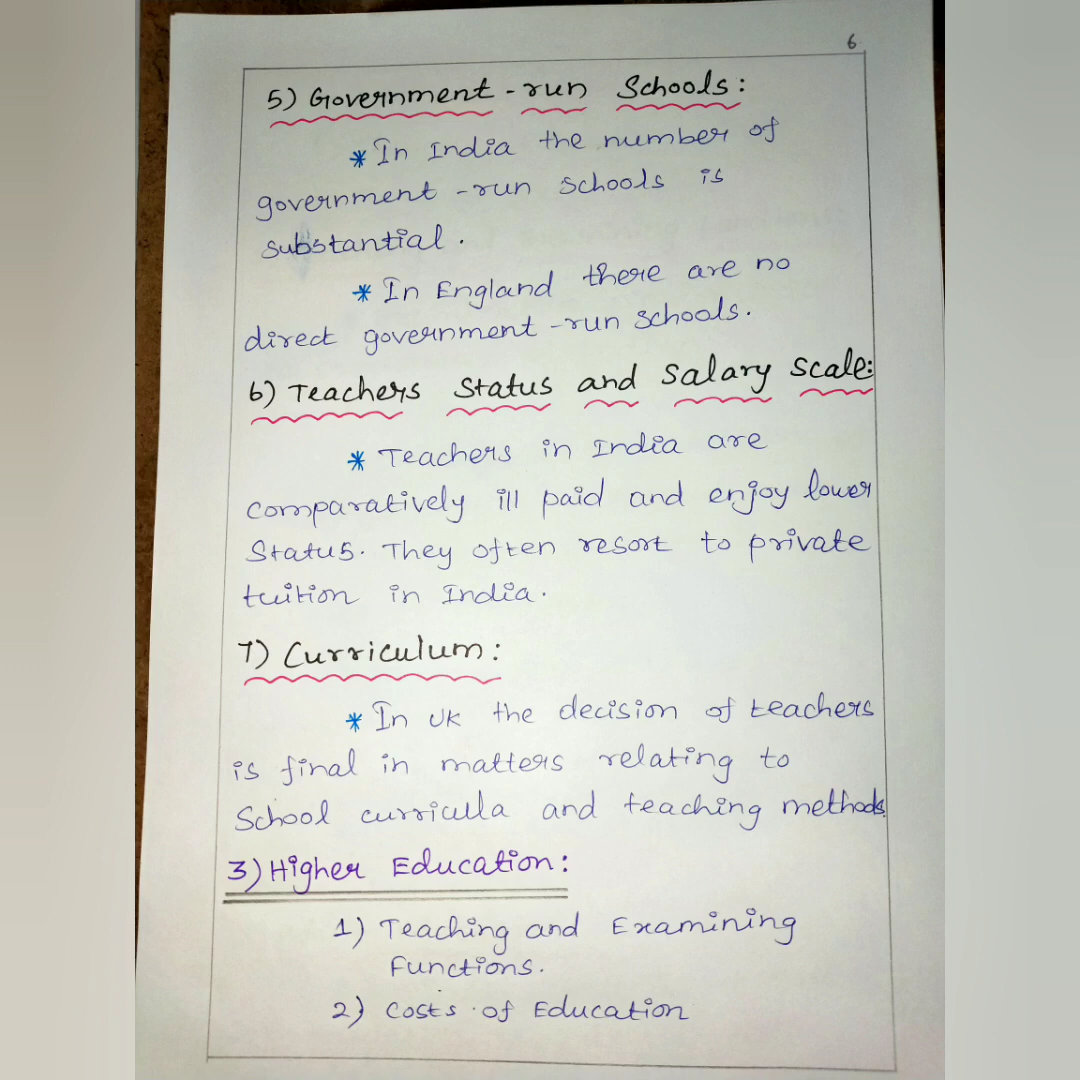 6
5) Government - run Schools:
* In India the number of
government - run schools is
substantial.
* In England there are no
direct government - run schools.
6) Teachers Status and Salary Scale:
* Teachers in India are
comparatively ill paid and enjoy lower
Status. They often resort to private
tuition in India.
7) Curriculum:
* In UK the decision of teachers
is final in matters relating to
School curriculla and teaching methods.
3) Higher Education:
1) Teaching and Examining
Functions.
2) Costs of Education